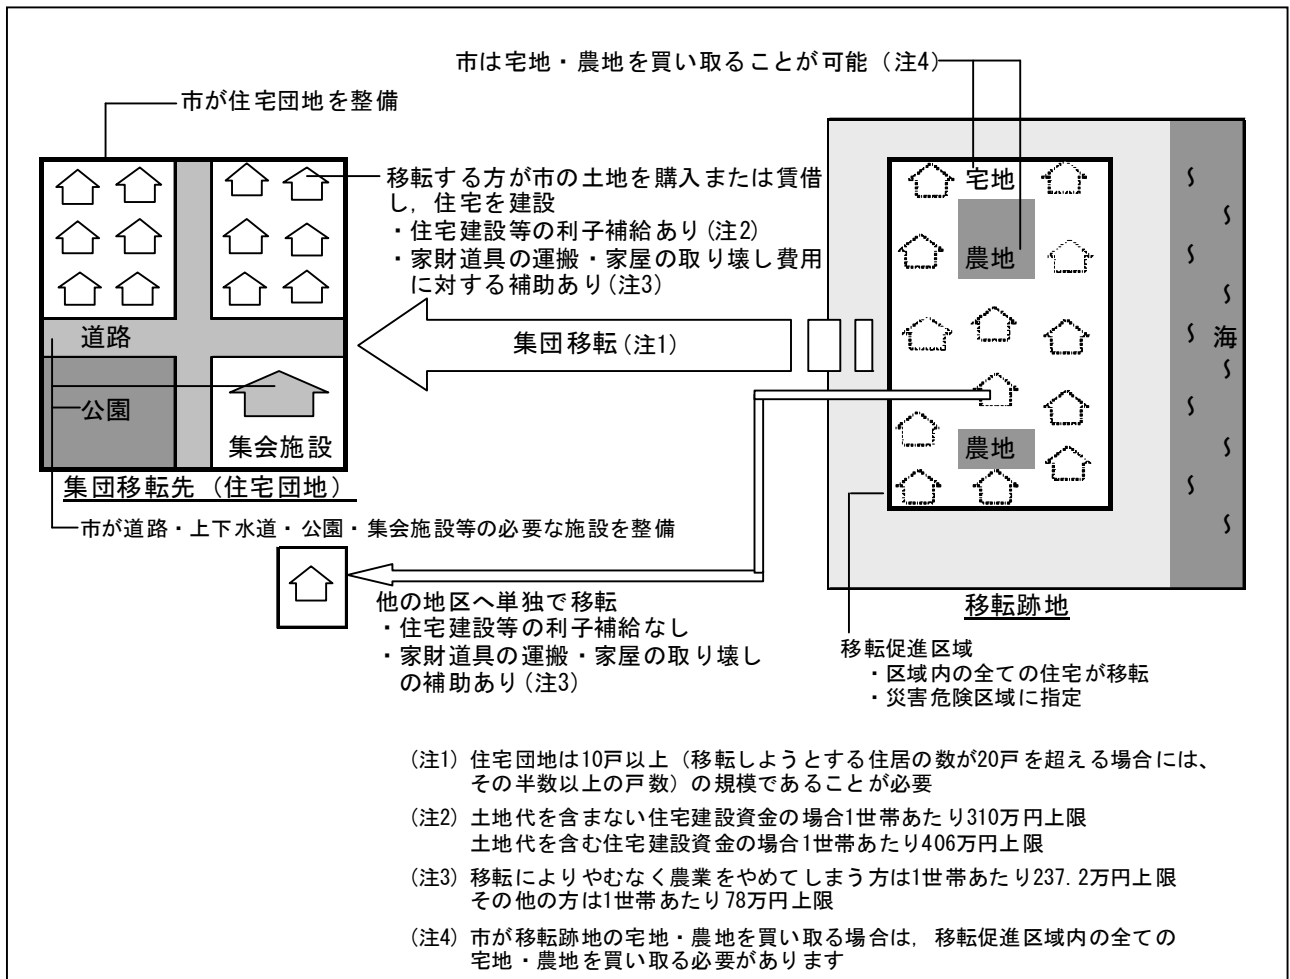 市は宅地・農地を買い取ることが可能（注4）
市が住宅団地を整備
移転する方が市の土地を購入または賃借
し，住宅を建設
・住宅建設等の利子補給あり（注2）
・家財道具の運搬・家屋の取り壊し費用
に対する補助あり（注3）
宅地
農地
集団移転（注1）
道路
海
公園
集会施設
農地
集団移転先（住宅団地）
市が道路・上下水道・公園・集会施設等の必要な施設を整備
他の地区へ単独で移転
・住宅建設等の利子補給なし
・家財道具の運搬・家屋の取り壊し
の補助あり（注3）
移転跡地
移転促進区域
・区域内の全ての住宅が移転
・災害危険区域に指定
（注1）住宅団地は10戸以上（移転しようとする住居の数が20戸を超える場合には、
その半数以上の戸数）の規模であることが必要
（注2）土地代を含まない住宅建設資金の場合1世帯あたり310万円上限
土地代を含む住宅建設資金の場合1世帯あたり406万円上限
（注3）移転によりやむなく農業をやめてしまう方は1世帯あたり237.2万円上限
その他の方は1世帯あたり78万円上限
（注4）市が移転跡地の宅地・農地を買い取る場合は，移転促進区域内の全ての
宅地・農地を買い取る必要があります